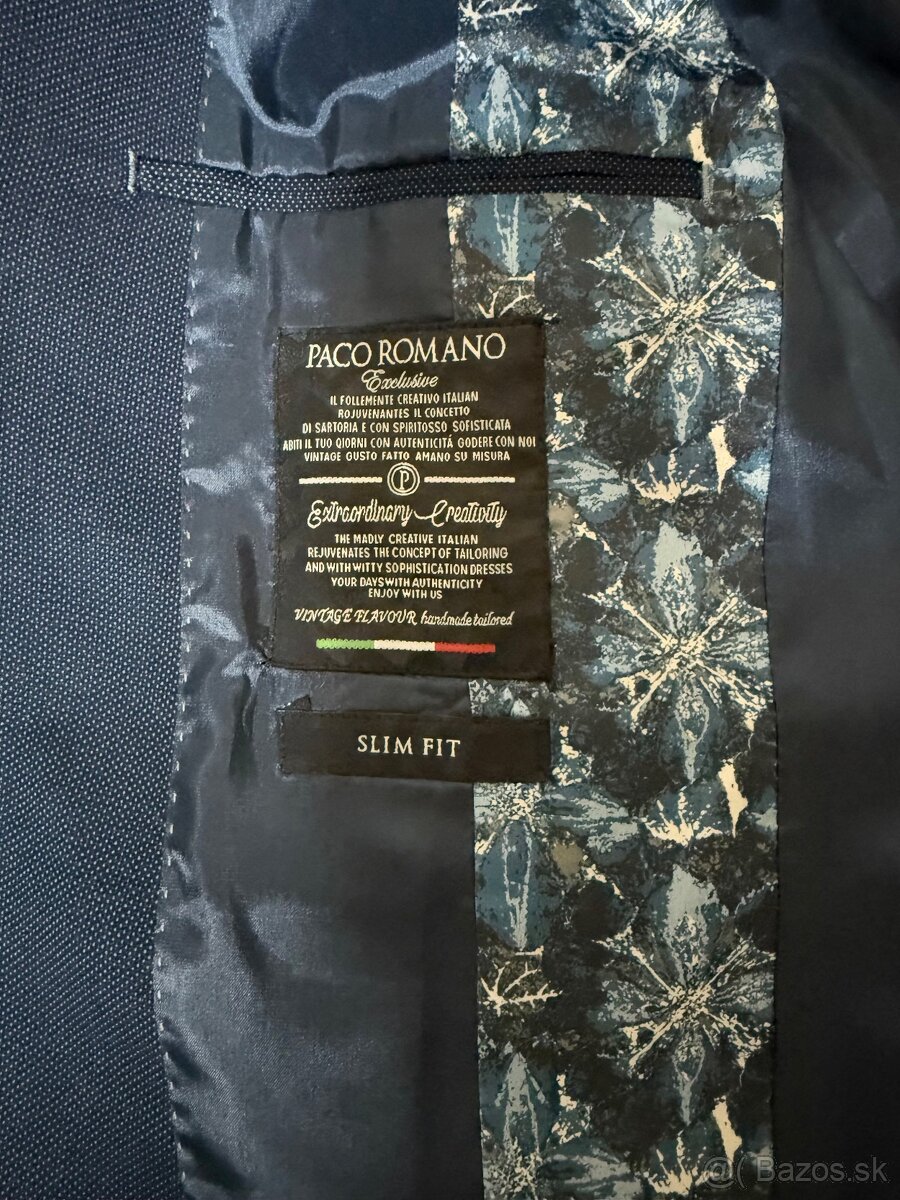 PACO ROMANO
Exclusive
IL FOLLEMENTE CREATIVO ITALIAN
ROJUVENANTES IL CONCETTO
DI SARTORIA E CON SPIRITOSSO SOFISTICATA
ABITI IL TUO QIORNI CON AUTENTICITÁ GODERE CON NOI
VINTAGE GUSTO FATTO AMANO SU MISURA
P
Extraordinary Creativity
THE MADLY CREATIVE ITALIAN
REJUVENATES THE CONCEPT OF TAILORING
AND WITH WITTY SOPHISTICATION DRESSES
YOUR DAYS WITH AUTHENTICITY
ENJOY WITH US
VINTAGE FLAVOUR handmade tailored
SLIM FIT
@( Bazos.sk